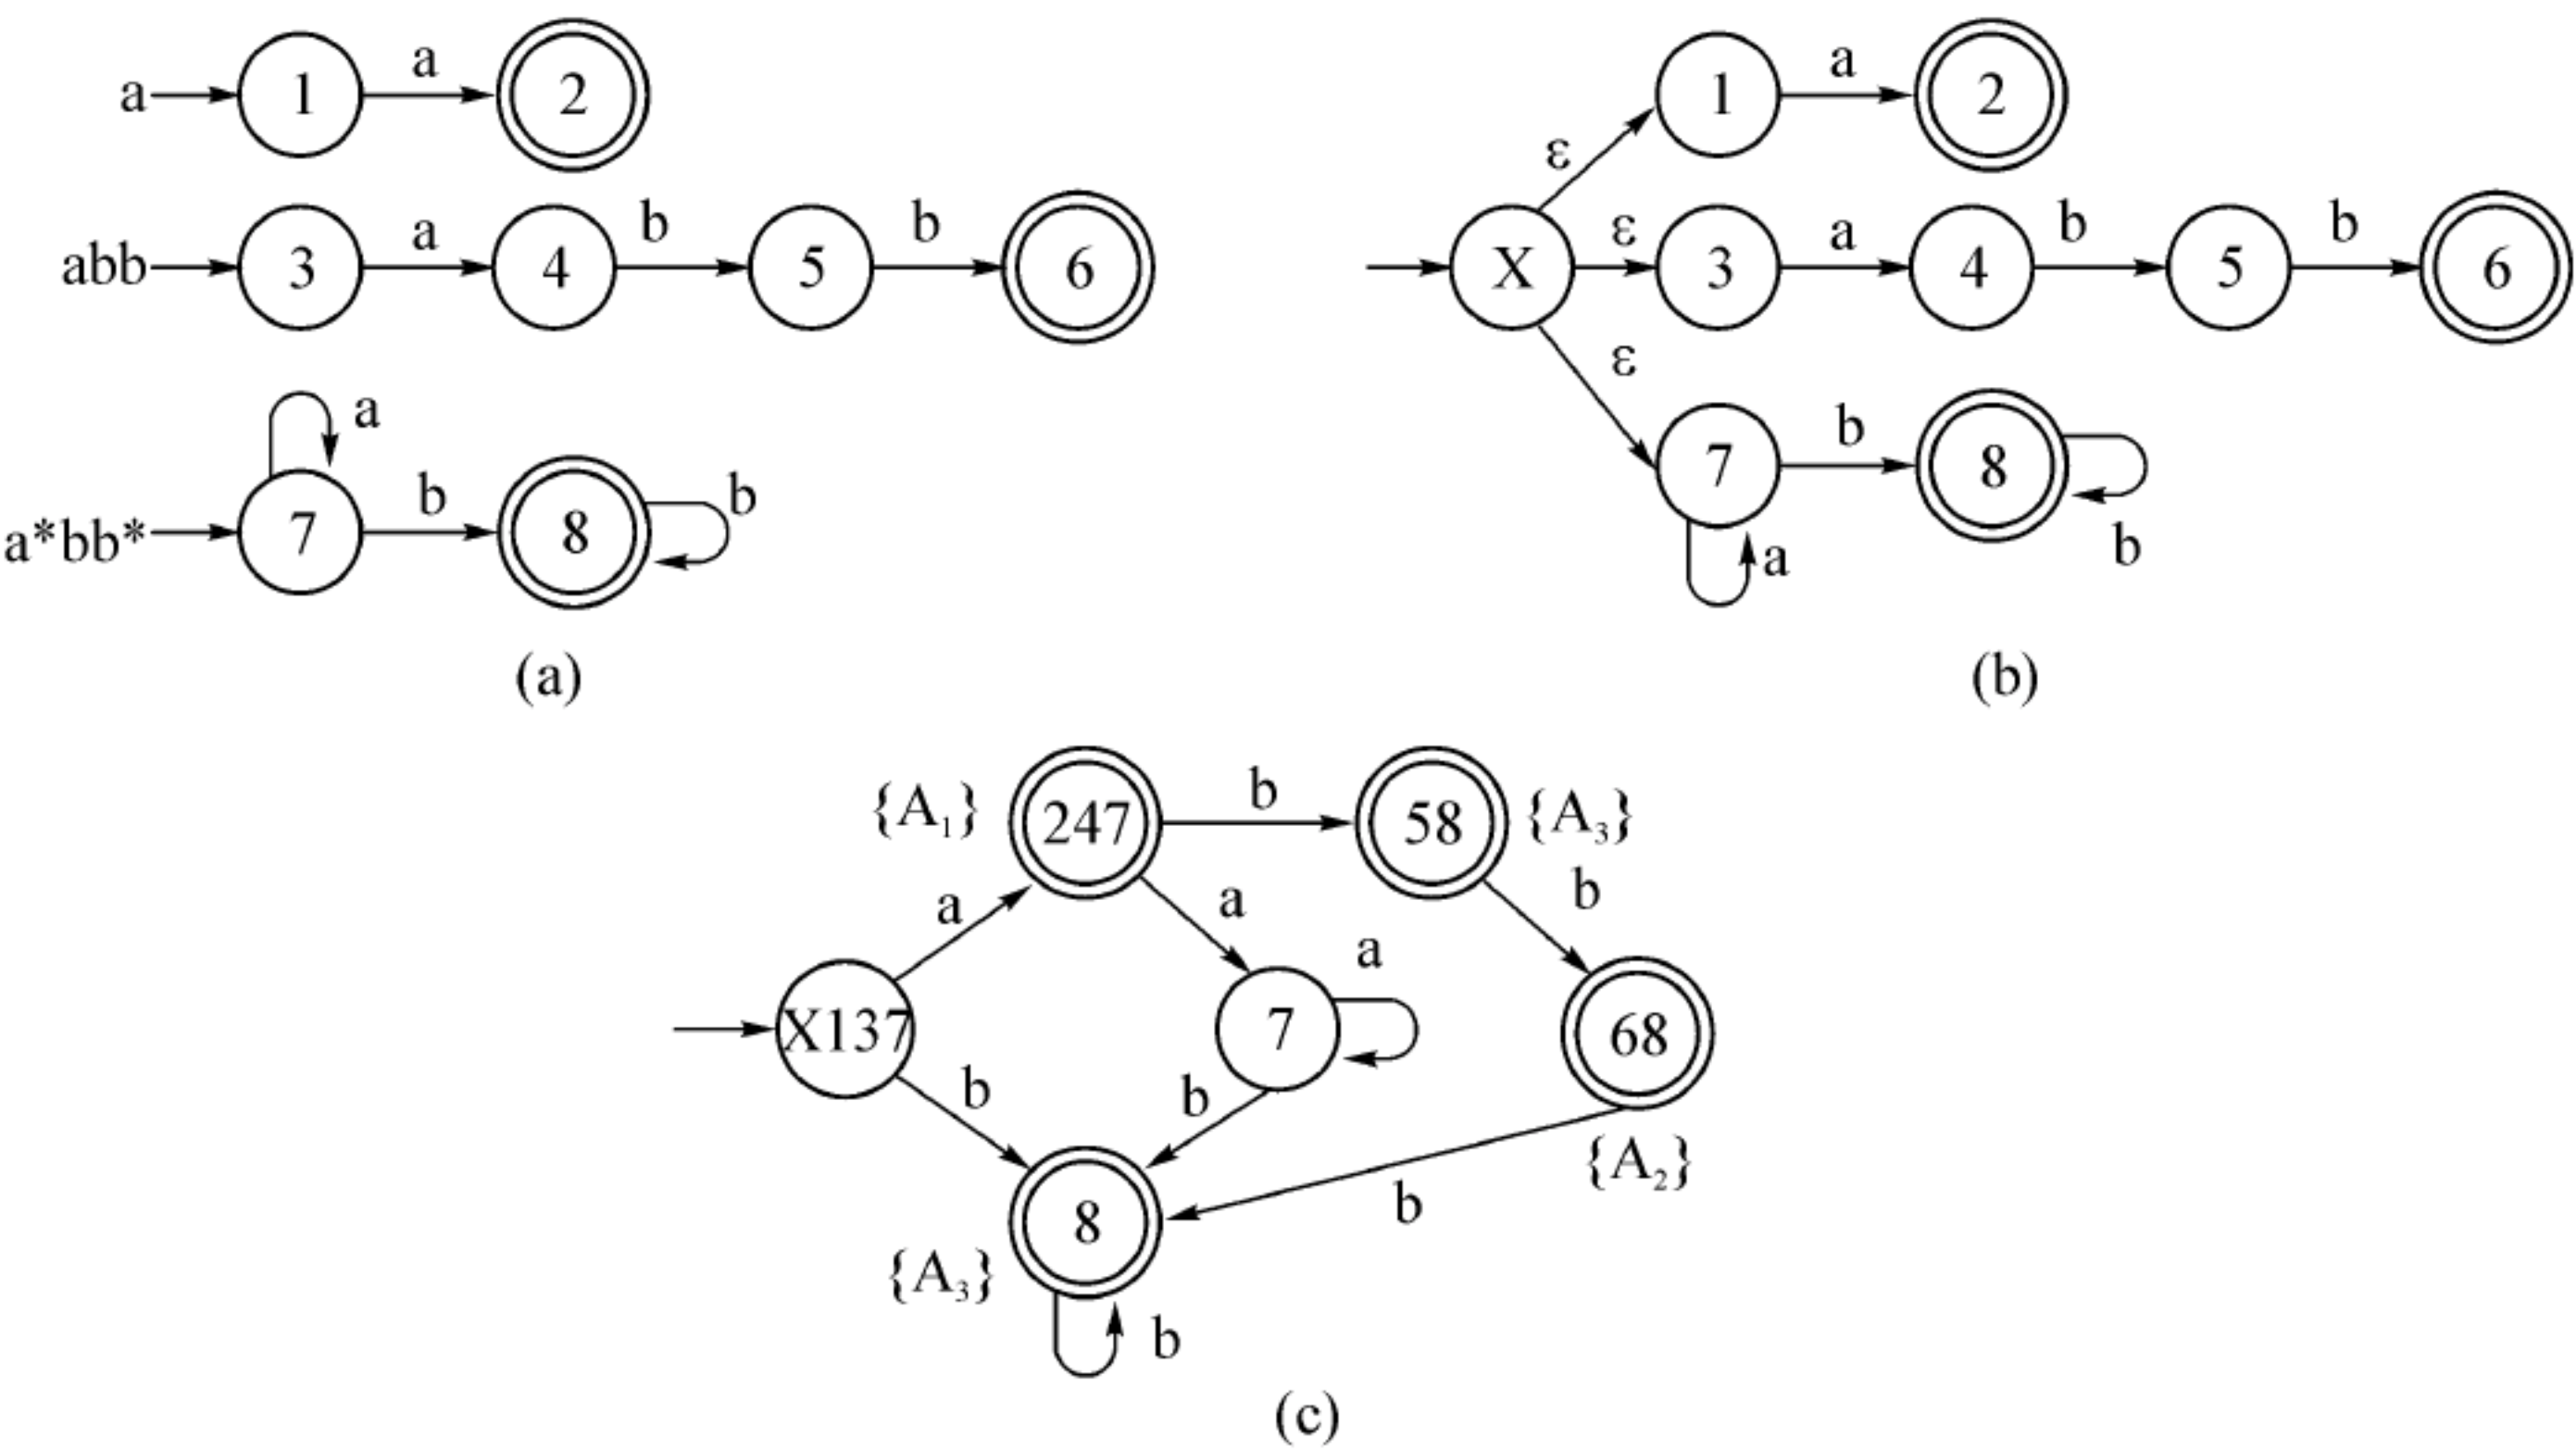 a 1 a 2
abb 3 a 4 b 5 b 6
a
a*bb* 7 b 8 b
(a)
1 a 2
ε
X ε 3 a 4 b 5 b 6
ε
7 b 8
a b
(b)
{A₁} 247 b 58 {A₃}
a a b
a
X137 7 68
b b {A₂}
b
8
{A₃}
b
(c)